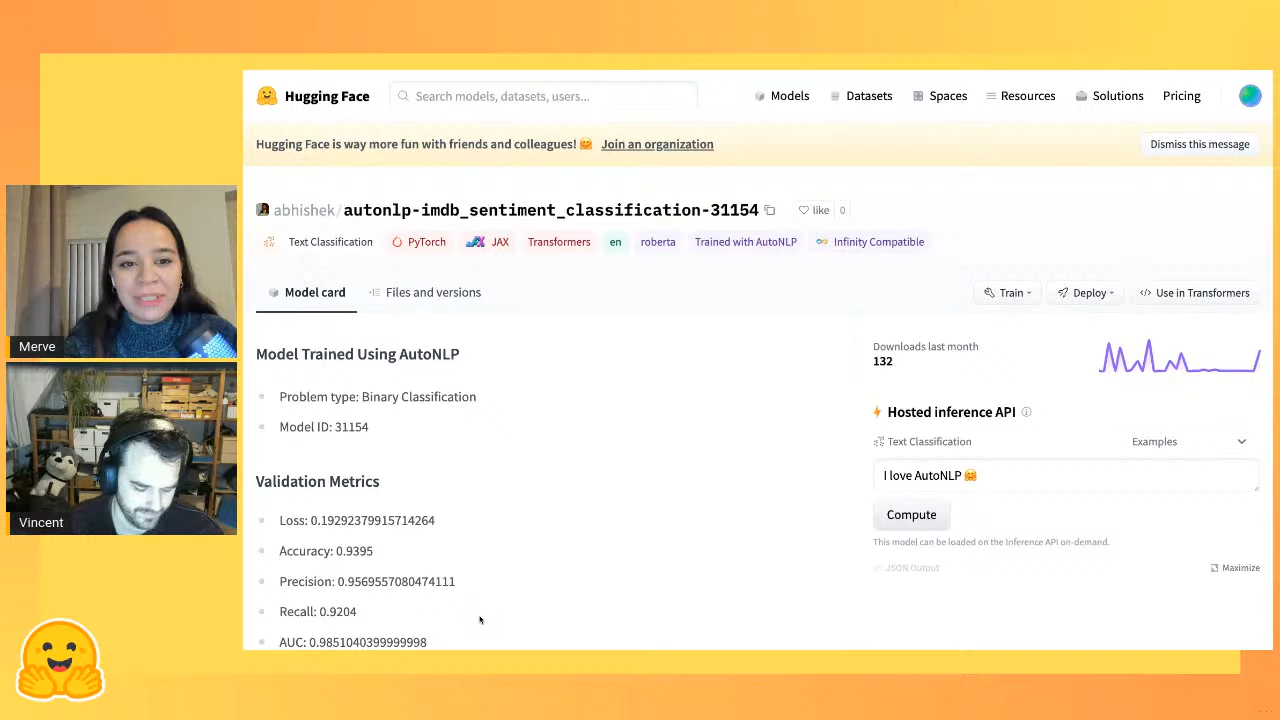 Hugging Face
Search models, datasets, users...
Models
Datasets
Spaces
Resources
Solutions
Pricing
Hugging Face is way more fun with friends and colleagues! 🤗 Join an organization
Dismiss this message
abhishek/autonlp-imdb_sentiment_classification-31154
like 0
Text Classification
PyTorch
JAX
Transformers
en
roberta
Trained with AutoNLP
Infinity Compatible
Model card
Files and versions
Train
Deploy
</> Use in Transformers
Model Trained Using AutoNLP
Problem type: Binary Classification
Model ID: 31154
Validation Metrics
Loss: 0.19292379915714264
Accuracy: 0.9395
Precision: 0.9569557080474111
Recall: 0.9204
AUC: 0.9851040399999998
Downloads last month
132
Hosted inference API
Text Classification
Examples
I love AutoNLP 🤗
Compute
This model can be loaded on the Inference API on-demand.
</> JSON Output
Maximize
Merve
Vincent